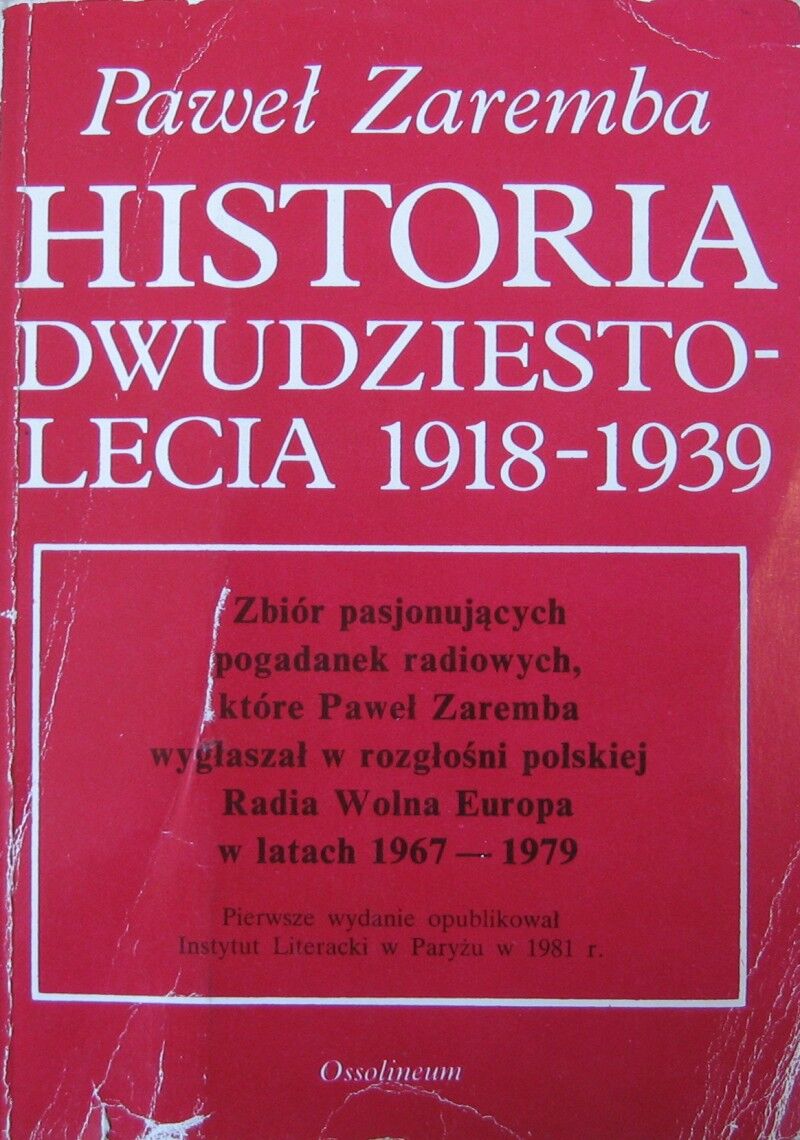 Paweł Zaremba
HISTORIA
DWUDZIESTO-
LECIA 1918-1939
Zbiór pasjonujących
pogadanek radiowych,
które Paweł Zaremba
wygłaszał w rozgłośni polskiej
Radia Wolna Europa
w latach 1967 — 1979
Pierwsze wydanie opublikował
Instytut Literacki w Paryżu w 1981 r.
Ossolineum